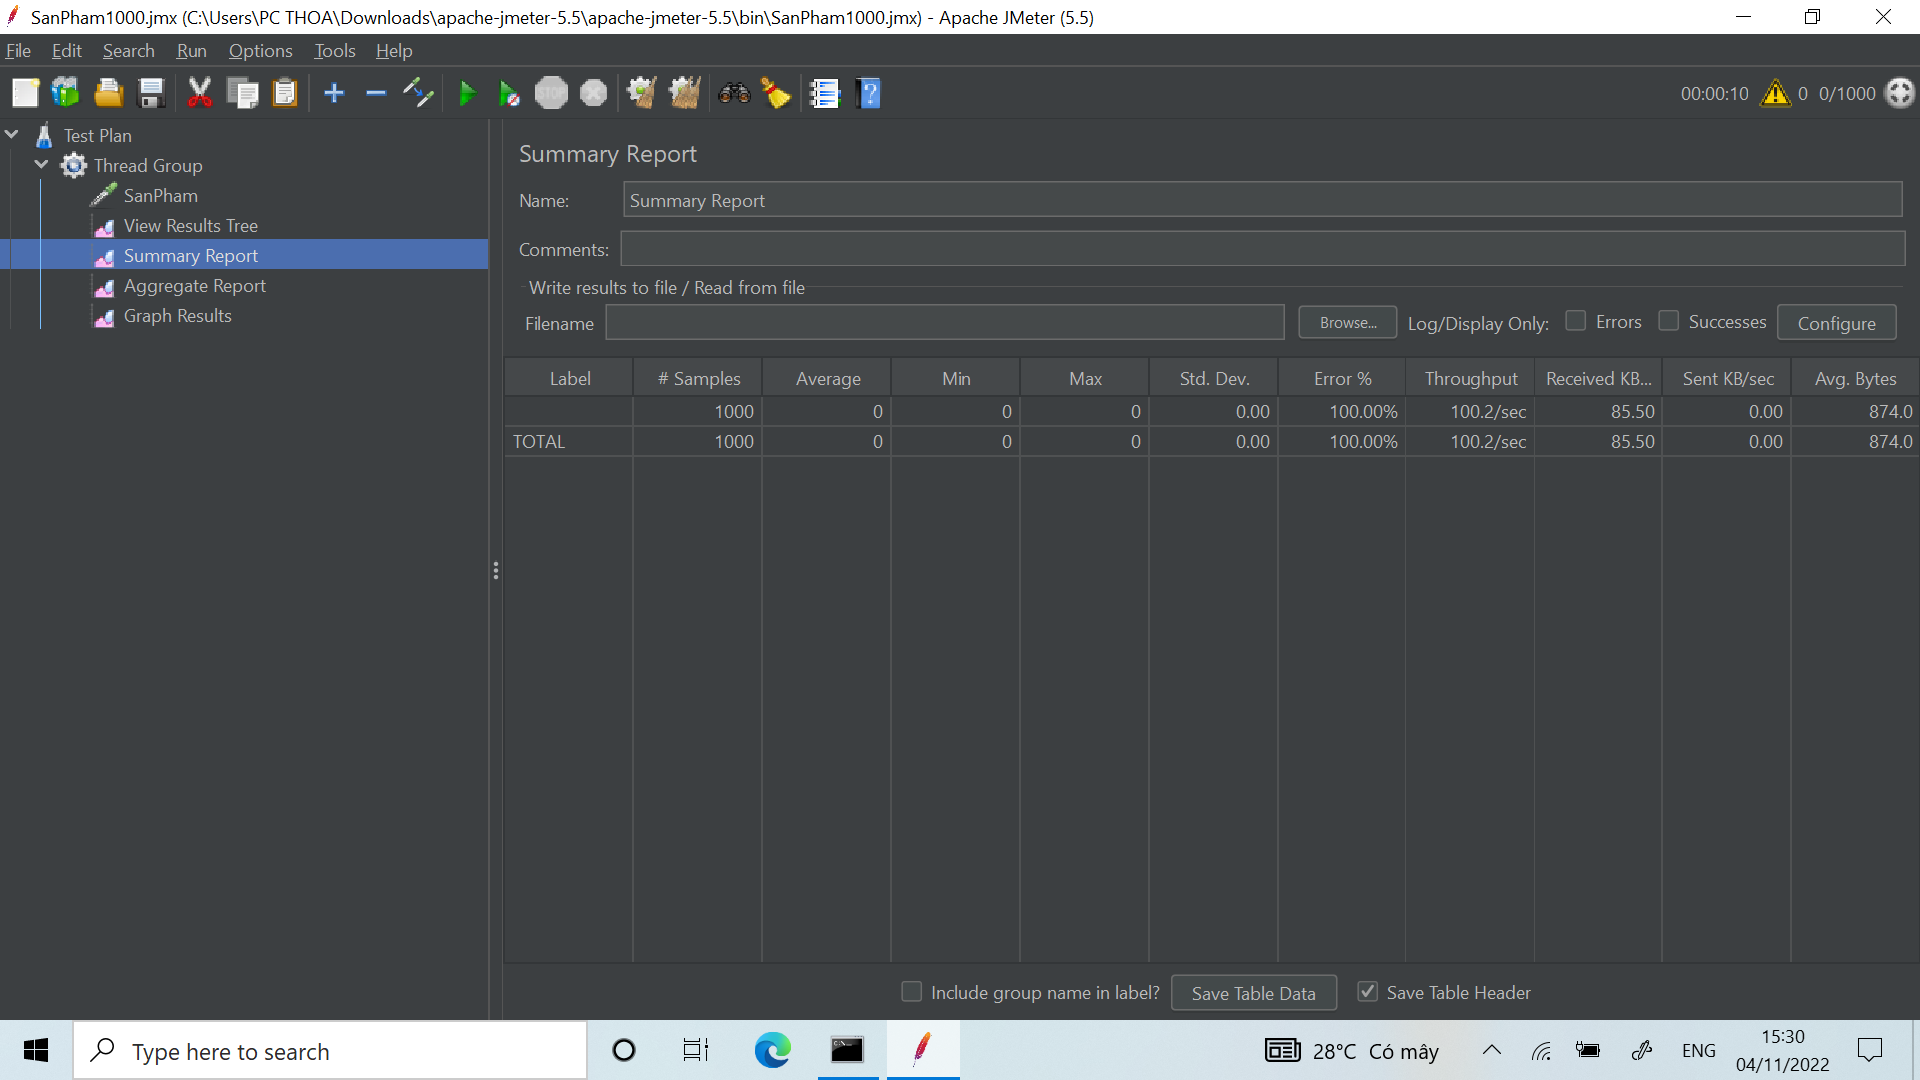 SanPham1000.jmx (C:\Users\PC THOA\Downloads\apache-jmeter-5.5\apache-jmeter-5.5\bin\SanPham1000.jmx) - Apache JMeter (5.5)
File Edit Search Run Options Tools Help
STOP
00:00:10 0 0/1000
Test Plan
Thread Group
SanPham
View Results Tree
Summary Report
Aggregate Report
Graph Results
Summary Report
Name: Summary Report
Comments:
Write results to file / Read from file
Filename Browse... Log/Display Only: Errors Successes Configure
Label # Samples Average Min Max Std. Dev. Error % Throughput Received KB... Sent KB/sec Avg. Bytes
1000 0 0 0 0.00 100.00% 100.2/sec 85.50 0.00 874.0
TOTAL 1000 0 0 0 0.00 100.00% 100.2/sec 85.50 0.00 874.0
Include group name in label? Save Table Data Save Table Header
Type here to search
28°C Có mây
ENG
15:30
04/11/2022